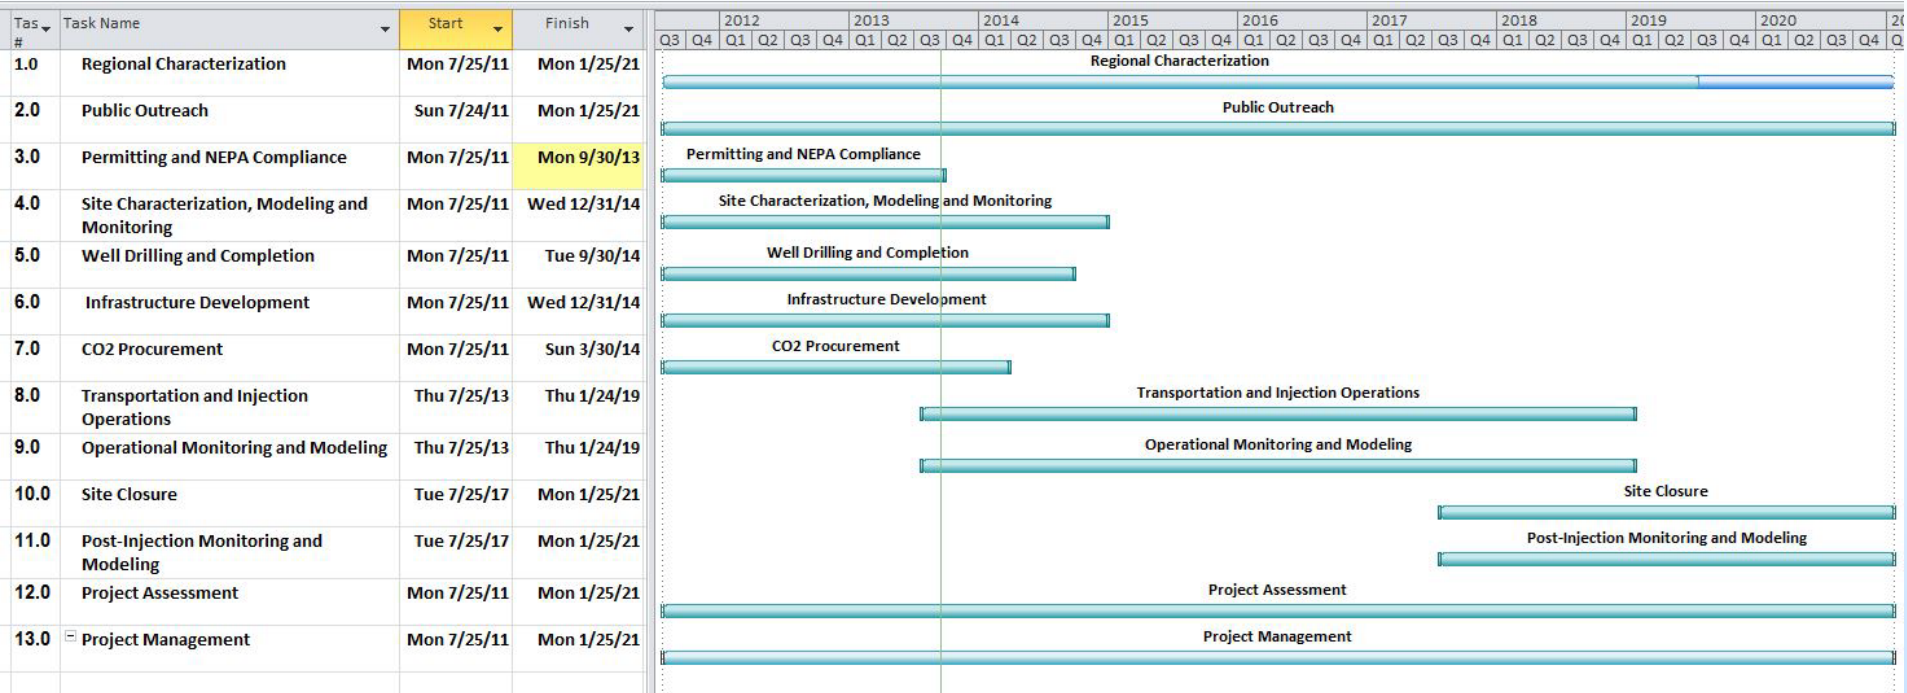 Tas Task Name Start Finish 2012 2013 2014 2015 2016 2017 2018 2019 2020
# Q3 Q4 Q1 Q2 Q3 Q4 Q1 Q2 Q3 Q4 Q1 Q2 Q3 Q4 Q1 Q2 Q3 Q4 Q1 Q2 Q3 Q4 Q1 Q2 Q3 Q4 Q1 Q2 Q3 Q4 Q1 Q2 Q3 Q4 Q1 Q2 Q3 Q4
1.0 Regional Characterization Mon 7/25/11 Mon 1/25/21 Regional Characterization
2.0 Public Outreach Sun 7/24/11 Mon 1/25/21 Public Outreach
3.0 Permitting and NEPA Compliance Mon 7/25/11 Mon 9/30/13 Permitting and NEPA Compliance
4.0 Site Characterization, Modeling and Mon 7/25/11 Wed 12/31/14 Site Characterization, Modeling and Monitoring
Monitoring
5.0 Well Drilling and Completion Mon 7/25/11 Tue 9/30/14 Well Drilling and Completion
6.0 Infrastructure Development Mon 7/25/11 Wed 12/31/14 Infrastructure Development
7.0 CO2 Procurement Mon 7/25/11 Sun 3/30/14 CO2 Procurement
8.0 Transportation and Injection Thu 7/25/13 Thu 1/24/19 Transportation and Injection Operations
Operations
9.0 Operational Monitoring and Modeling Thu 7/25/13 Thu 1/24/19 Operational Monitoring and Modeling
10.0 Site Closure Tue 7/25/17 Mon 1/25/21 Site Closure
11.0 Post-Injection Monitoring and Tue 7/25/17 Mon 1/25/21 Post-Injection Monitoring and Modeling
Modeling
12.0 Project Assessment Mon 7/25/11 Mon 1/25/21 Project Assessment
13.0 Project Management Mon 7/25/11 Mon 1/25/21 Project Management